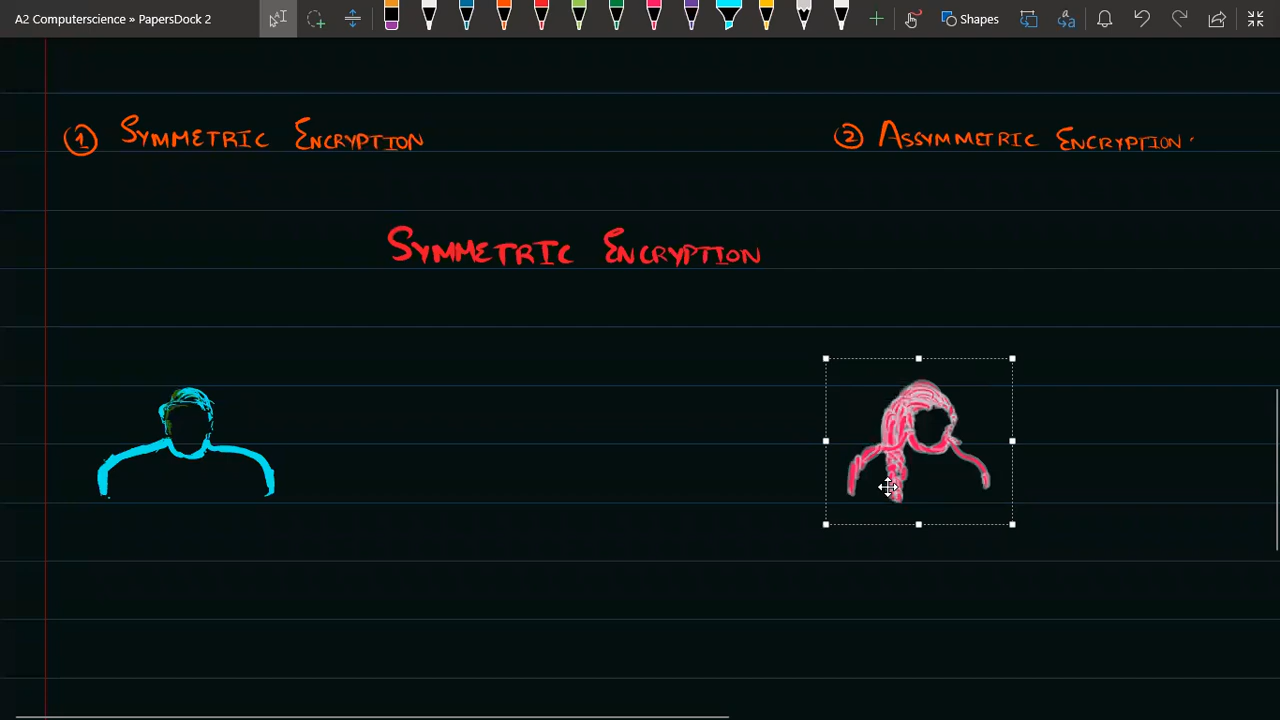 A2 Computerscience » PapersDock 2
Shapes
① SYMMETRIC ENCRYPTION
② ASSYMMETRIC ENCRYPTION.
SYMMETRIC ENCRYPTION